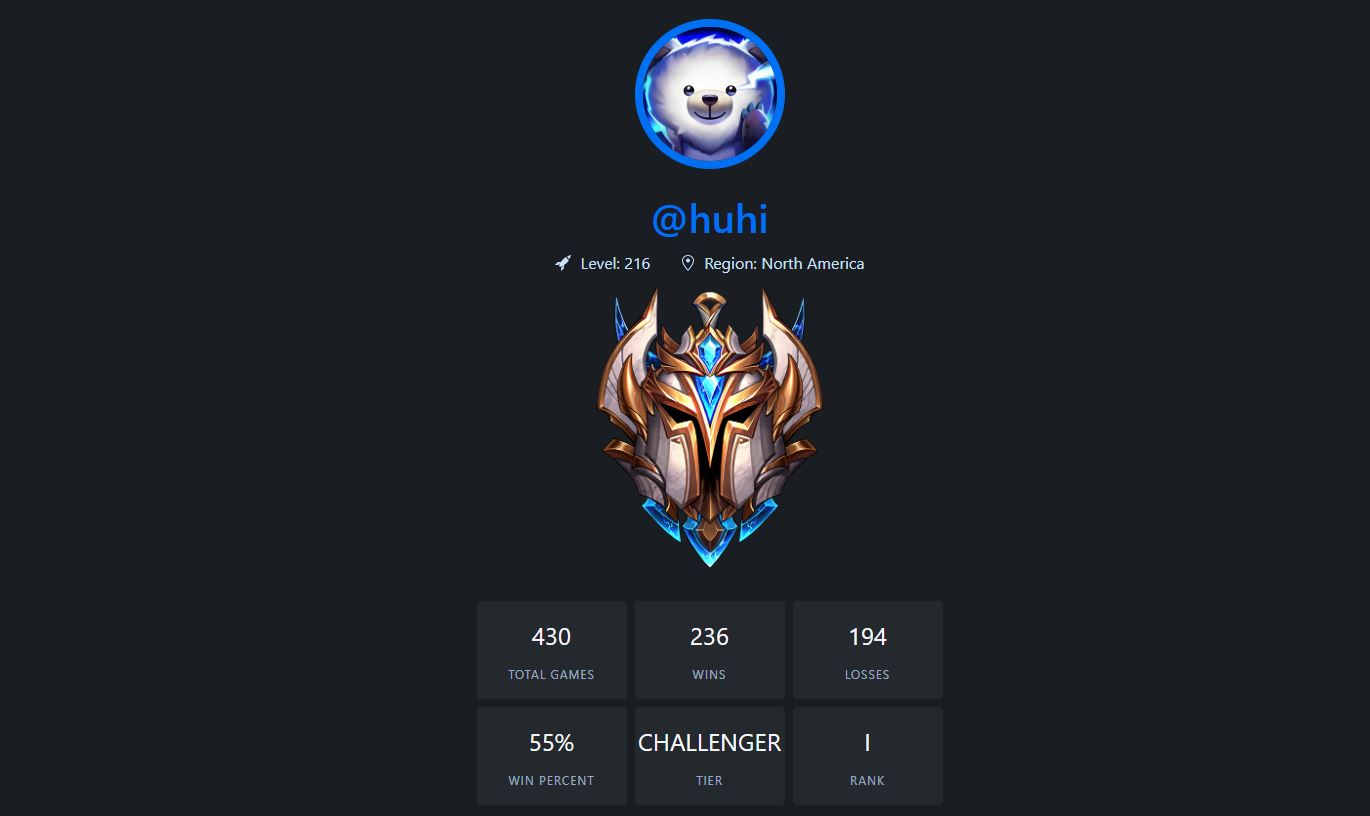 @huhi
Level: 216 Region: North America
430 236 194
TOTAL GAMES WINS LOSSES
55% CHALLENGER I
WIN PERCENT TIER RANK